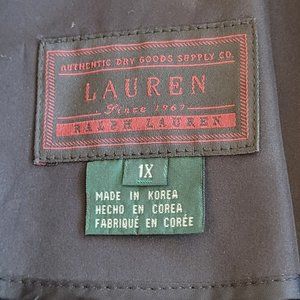 AUTHENTIC DRY GOODS SUPPLY CO.
LAUREN
Since 1967
RALPH LAUREN
1X
MADE IN KOREA
HECHO EN COREA
FABRIQUÉ EN CORÉE